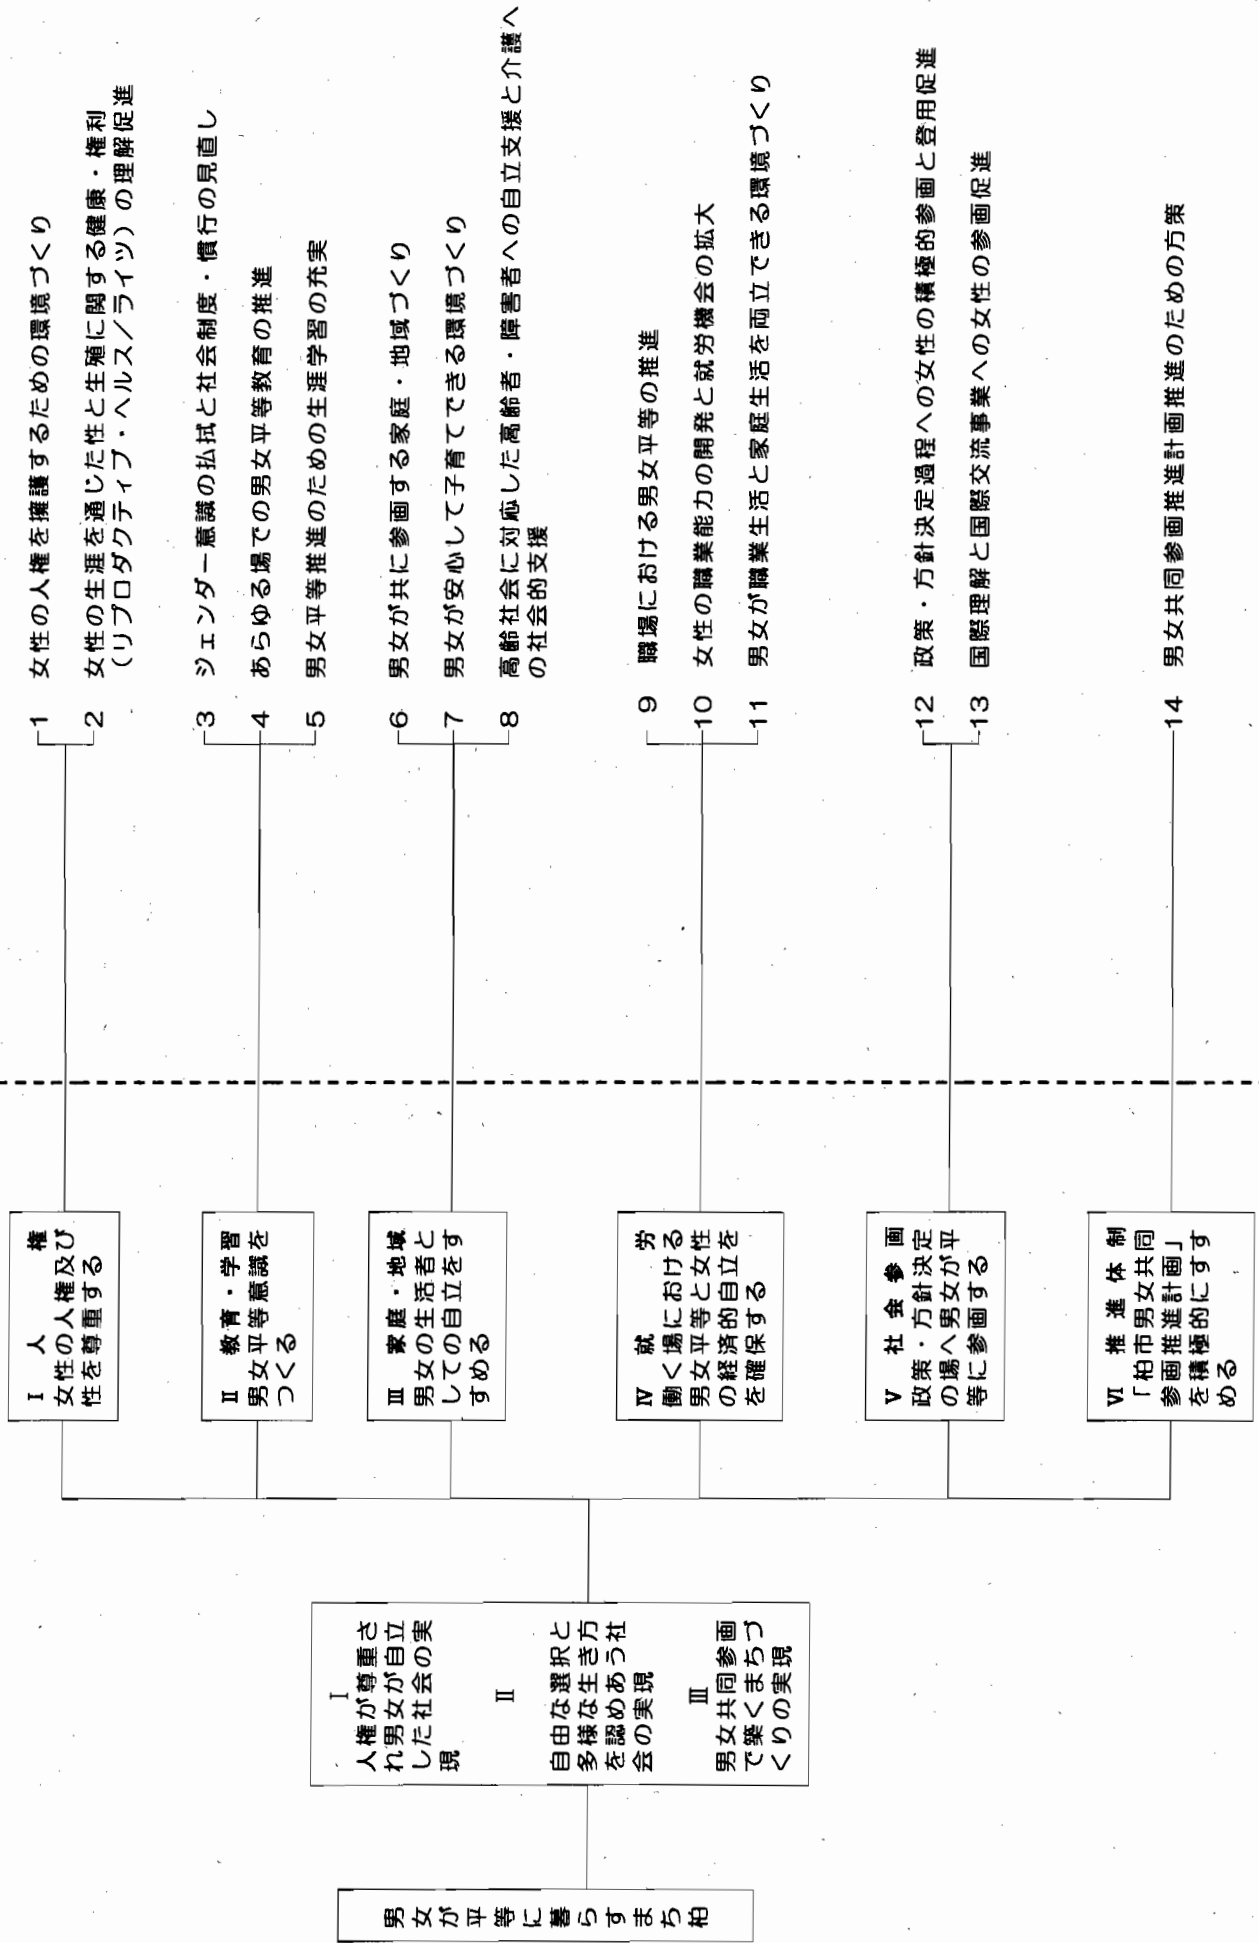 男女が平等に暮らすまち柏
Ⅰ
人権が尊重さ
れ男女が自立
した社会の実
現
Ⅱ
自由な選択と
多様な生き方
を認めあう社
会の実現
Ⅲ
男女共同参画
で築くまちづ
くりの実現
Ⅰ 人 権
女性の人権及び
性を尊重する
Ⅱ 教育・学習
男女平等意識を
つくる
Ⅲ 家庭・地域
男女の生活者と
しての自立をす
すめる
Ⅳ 就 労
働く場における
男女平等と女性
の経済的自立を
を確保する
Ⅴ 社会参画
政策・方針決定
の場へ男女が平
等に参画する
Ⅵ 推進体制
「柏市男女共同
参画推進計画」
を積極的にすす
める
1 女性の人権を擁護するための環境づくり
2 女性の生涯を通じた性と生殖に関する健康・権利
（リプロダクティブ・ヘルス／ライツ）の理解促進
3 ジェンダー意識の払拭と社会制度・慣行の見直し
4 あらゆる場での男女平等教育の推進
5 男女平等推進のための生涯学習の充実
6 男女が共に参画する家庭・地域づくり
7 男女が安心して子育てできる環境づくり
8 高齢社会に対応した高齢者・障害者への自立支援と介護へ
の社会的支援
9 職場における男女平等の推進
10 女性の職業能力の開発と就労機会の拡大
11 男女が職業生活と家庭生活を両立できる環境づくり
12 政策・方針決定過程への女性の積極的参画と登用促進
13 国際理解と国際交流事業への女性の参画促進
14 男女共同参画推進計画推進のための方策